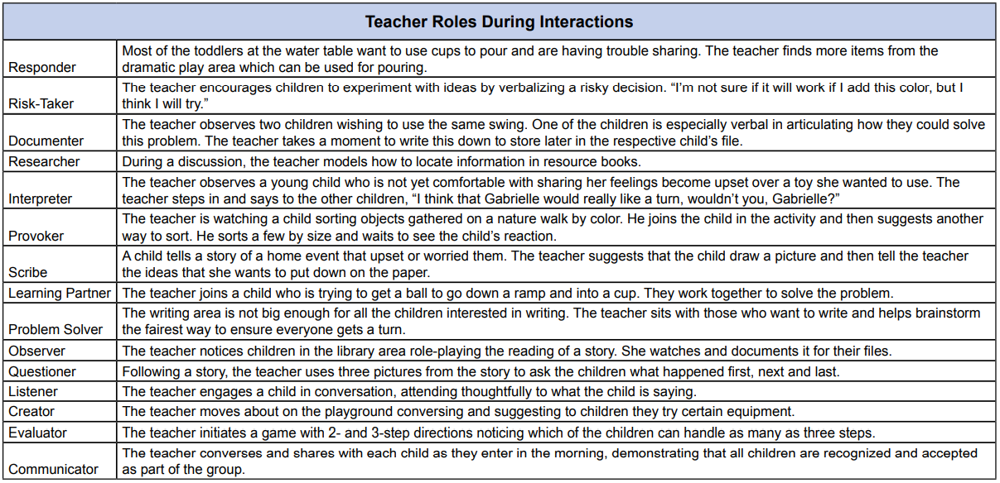 Teacher Roles During Interactions
Responder
Most of the toddlers at the water table want to use cups to pour and are having trouble sharing. The teacher finds more items from the
dramatic play area which can be used for pouring.
Risk-Taker
The teacher encourages children to experiment with ideas by verbalizing a risky decision. “I’m not sure if it will work if I add this color, but I
think I will try.”
Documenter
The teacher observes two children wishing to use the same swing. One of the children is especially verbal in articulating how they could solve
this problem. The teacher takes a moment to write this down to store later in the respective child’s file.
Researcher
During a discussion, the teacher models how to locate information in resource books.
Interpreter
The teacher observes a young child who is not yet comfortable with sharing her feelings become upset over a toy she wanted to use. The
teacher steps in and says to the other children, “I think that Gabrielle would really like a turn, wouldn’t you, Gabrielle?”
Provoker
The teacher is watching a child sorting objects gathered on a nature walk by color. He joins the child in the activity and then suggests another
way to sort. He sorts a few by size and waits to see the child’s reaction.
Scribe
A child tells a story of a home event that upset or worried them. The teacher suggests that the child draw a picture and then tell the teacher
the ideas that she wants to put down on the paper.
Learning Partner
The teacher joins a child who is trying to get a ball to go down a ramp and into a cup. They work together to solve the problem.
Problem Solver
The writing area is not big enough for all the children interested in writing. The teacher sits with those who want to write and helps brainstorm
the fairest way to ensure everyone gets a turn.
Observer
The teacher notices children in the library area role-playing the reading of a story. She watches and documents it for their files.
Questioner
Following a story, the teacher uses three pictures from the story to ask the children what happened first, next and last.
Listener
The teacher engages a child in conversation, attending thoughtfully to what the child is saying.
Creator
The teacher moves about on the playground conversing and suggesting to children they try certain equipment.
Evaluator
The teacher initiates a game with 2- and 3-step directions noticing which of the children can handle as many as three steps.
Communicator
The teacher converses and shares with each child as they enter in the morning, demonstrating that all children are recognized and accepted
as part of the group.